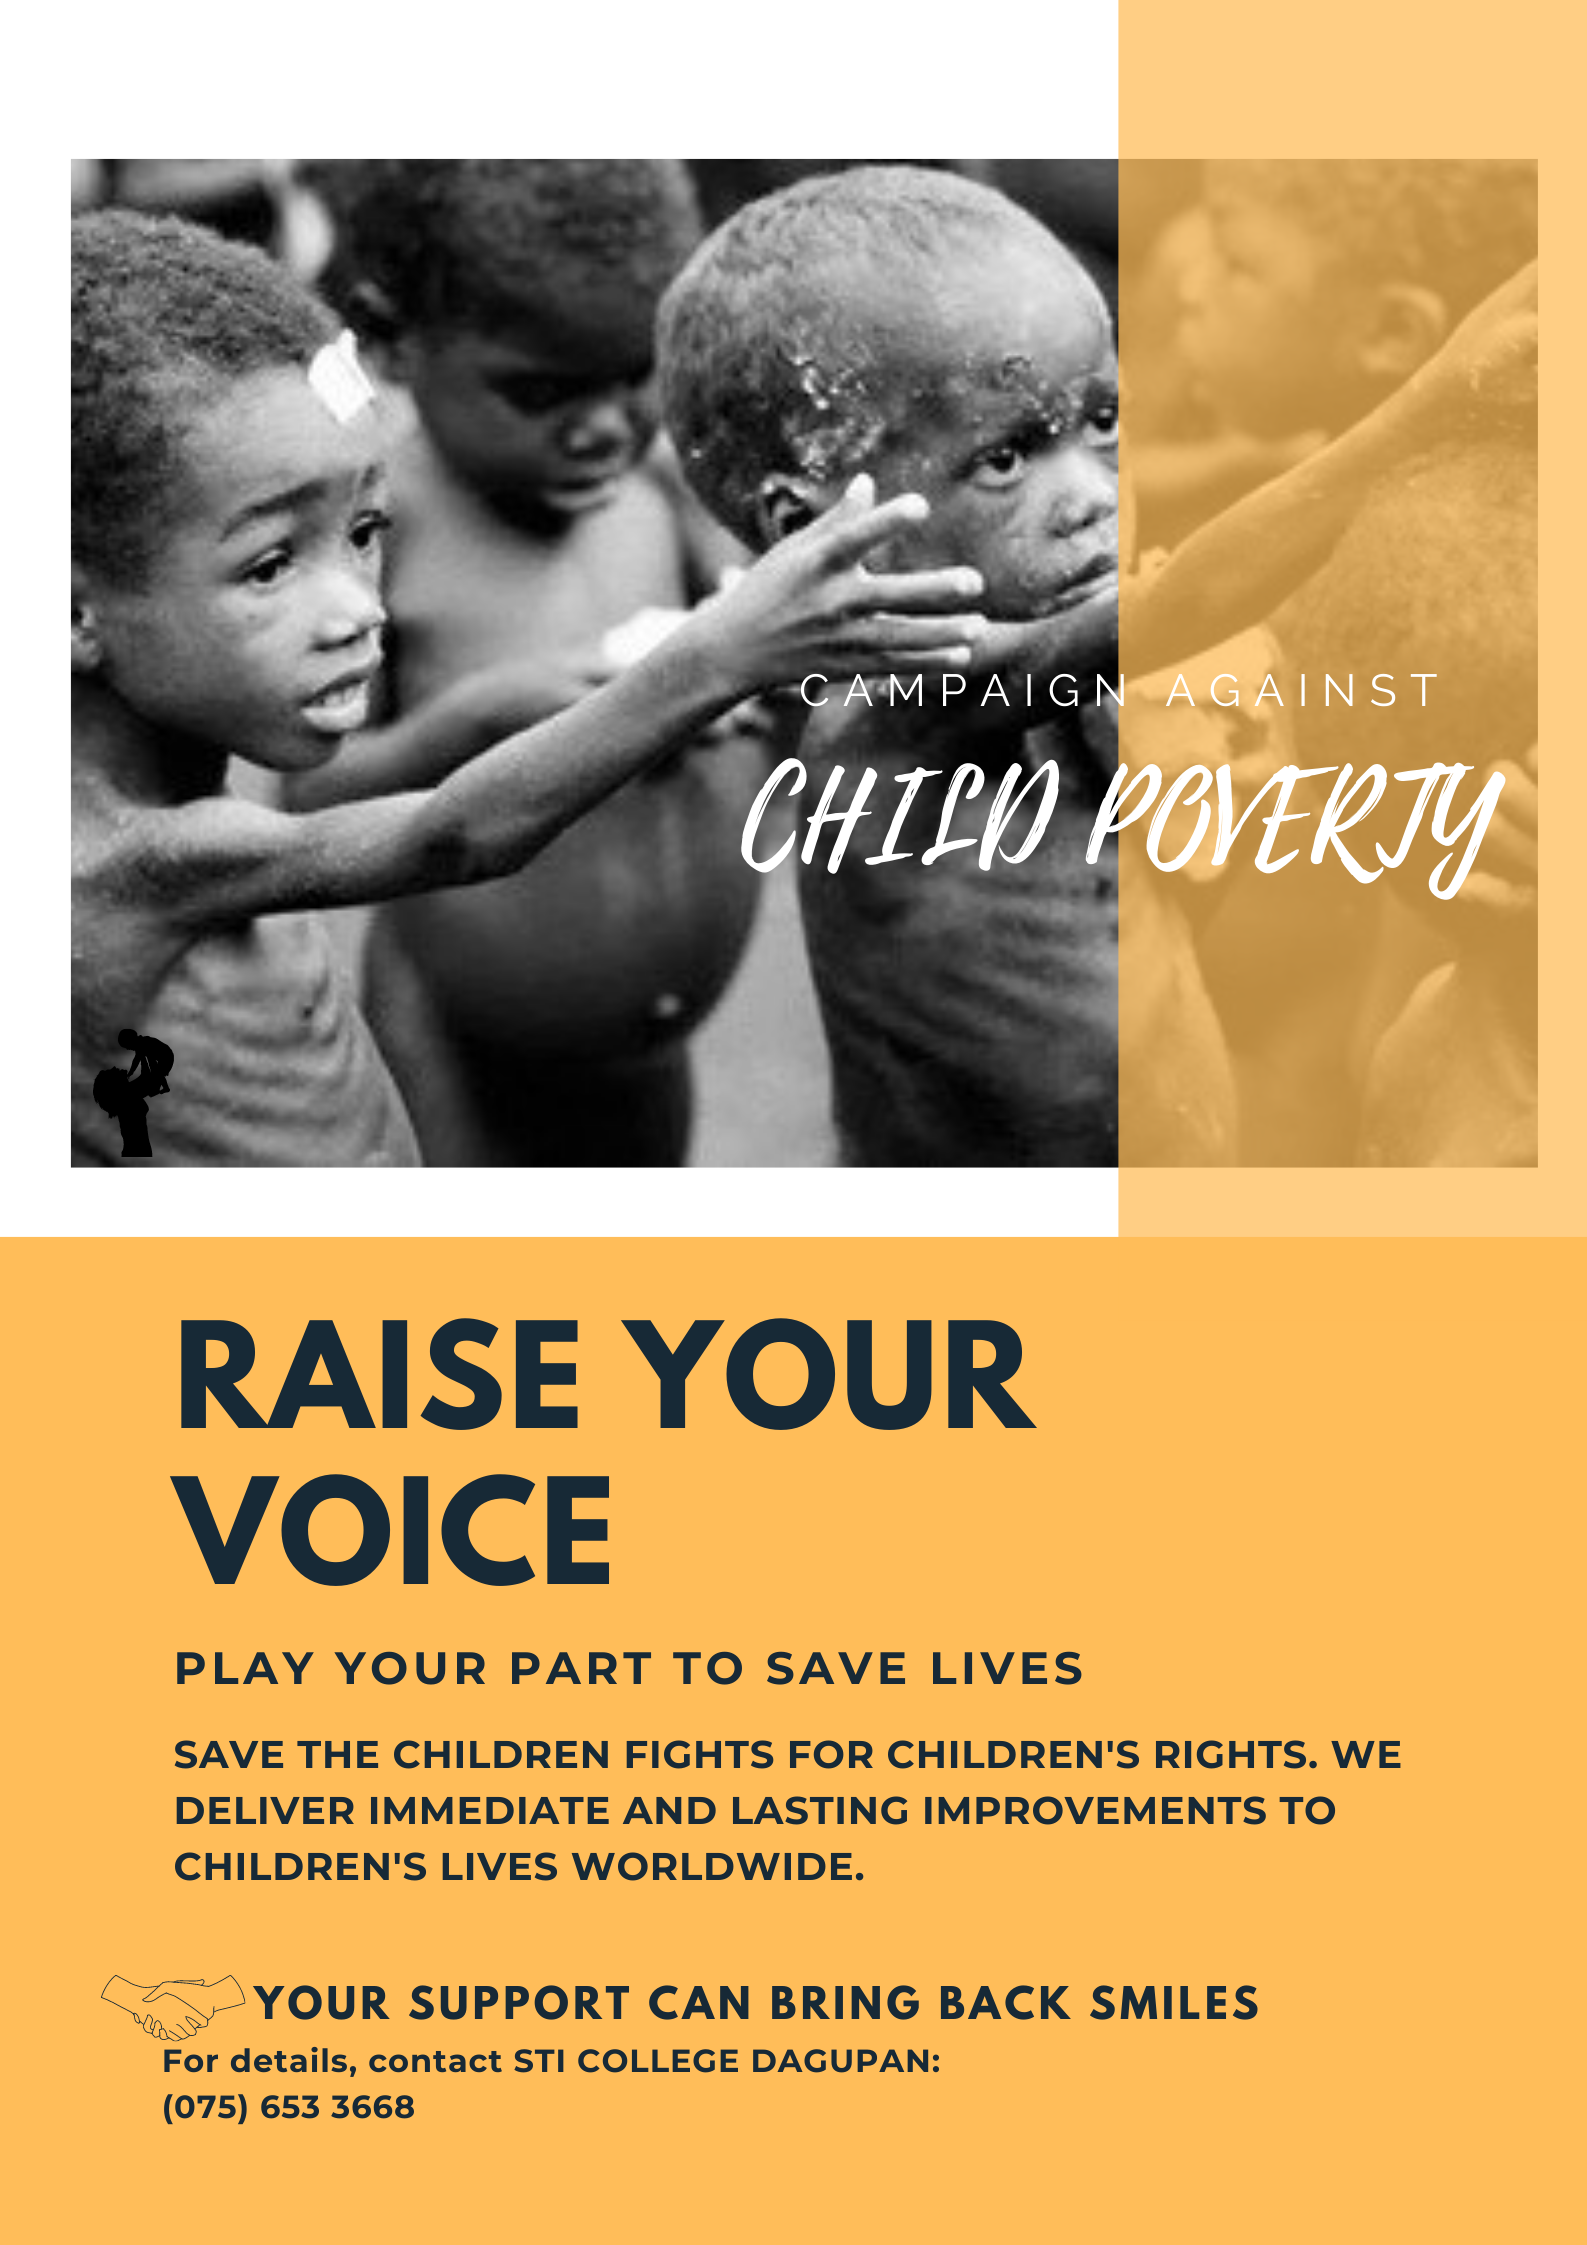 CAMPAIGN AGAINST
CHILD POVERTY
RAISE YOUR
VOICE
PLAY YOUR PART TO SAVE LIVES
SAVE THE CHILDREN FIGHTS FOR CHILDREN'S RIGHTS. WE
DELIVER IMMEDIATE AND LASTING IMPROVEMENTS TO
CHILDREN'S LIVES WORLDWIDE.
YOUR SUPPORT CAN BRING BACK SMILES
For details, contact STI COLLEGE DAGUPAN:
(075) 653 3668